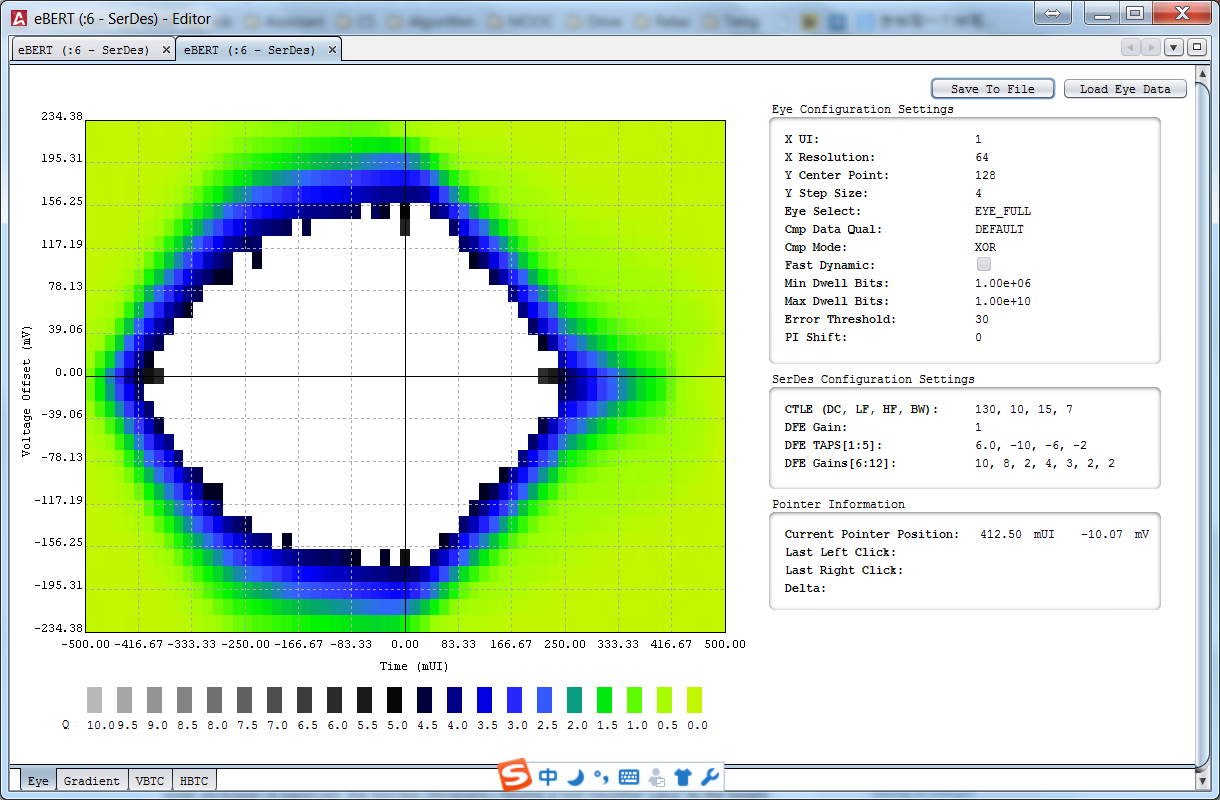 eBERT (:6 - SerDes) - Editor
eBERT (:6 - SerDes)
eBERT (:6 - SerDes)
Save To File
Load Eye Data
Eye Configuration Settings
X UI: 1
X Resolution: 64
Y Center Point: 128
Y Step Size: 4
Eye Select: EYE_FULL
Cmp Data Qual: DEFAULT
Cmp Mode: XOR
Fast Dynamic:
Min Dwell Bits: 1.00e+06
Max Dwell Bits: 1.00e+10
Error Threshold: 30
PI Shift: 0
SerDes Configuration Settings
CTLE (DC, LF, HF, BW): 130, 10, 15, 7
DFE Gain: 1
DFE TAPS[1:5]: 6.0, -10, -6, -2
DFE Gains[6:12]: 10, 8, 2, 4, 3, 2, 2
Pointer Information
Current Pointer Position: 412.50 mUI -10.07 mV
Last Left Click:
Last Right Click:
Delta:
234.38
195.31
156.25
117.19
78.13
39.06
0.00
-39.06
-78.13
-117.19
-156.25
-195.31
-234.38
Voltage Offset (mV)
-500.00 -416.67 -333.33 -250.00 -166.67 -83.33 0.00 83.33 166.67 250.00 333.33 416.67 500.00
Time (mUI)
Q 10.0 9.5 9.0 8.5 8.0 7.5 7.0 6.5 6.0 5.5 5.0 4.5 4.0 3.5 3.0 2.5 2.0 1.5 1.0 0.5 0.0
Eye Gradient VBTC HBTC
中